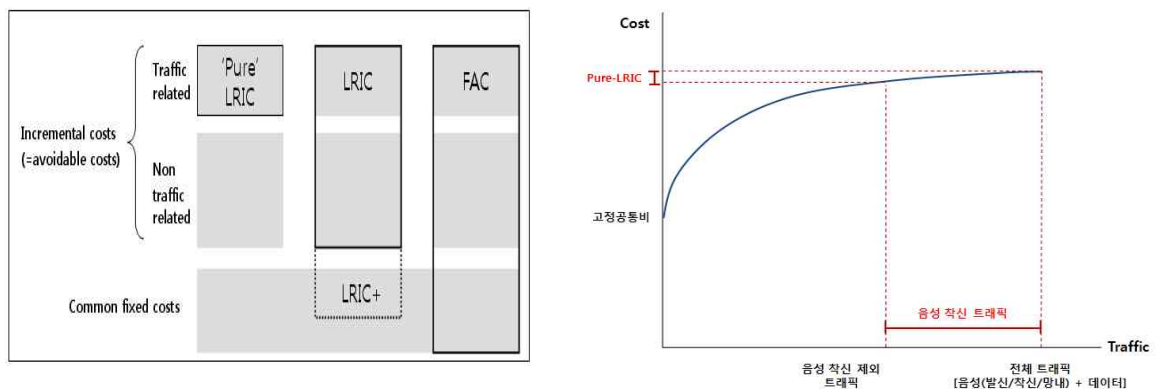 Incremental costs
(=avoidable costs)
Traffic
related
Non
traffic
related
Common fixed costs
'Pure'
LRIC
LRIC
FAC
LRIC+
Cost
Pure-LRIC
고정공통비
음성 착신 트래픽
Traffic
음성 착신 제외
트래픽
전체 트래픽
[음성(발신/착신/망내) + 데이터]